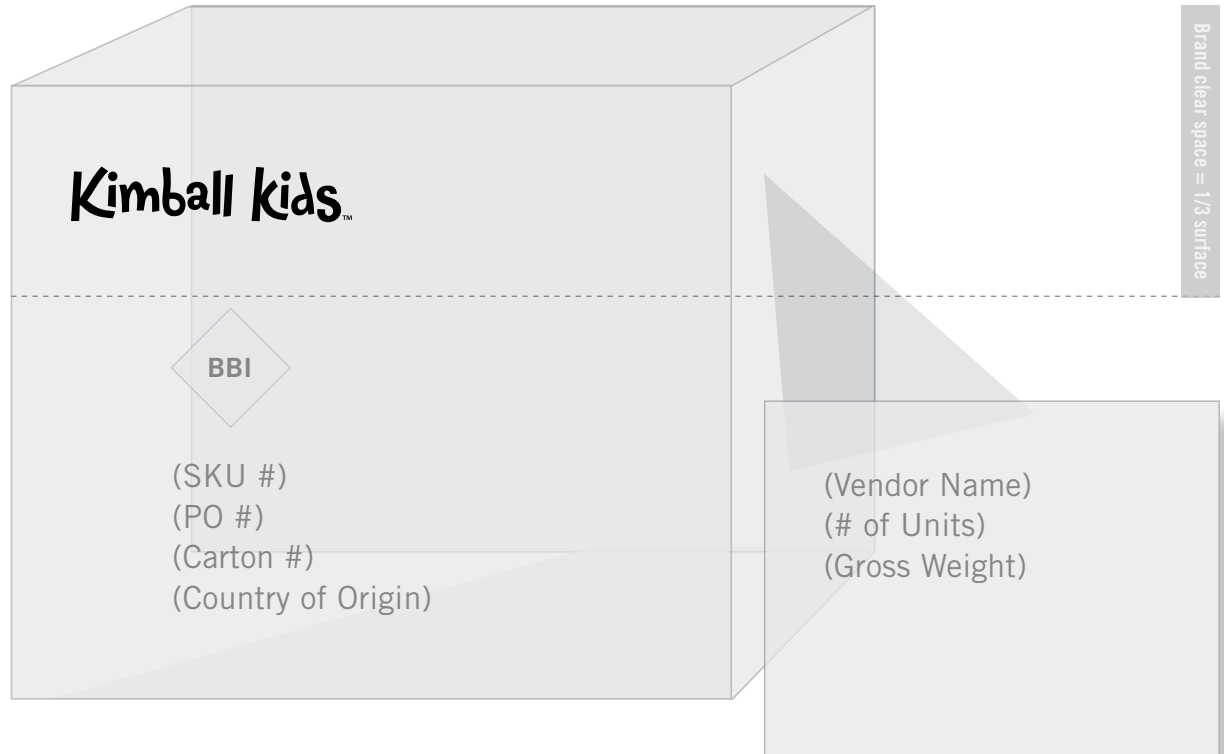 Kimball kids™
Brand clear space = 1/3 surface
BBI
(SKU #)
(PO #)
(Carton #)
(Country of Origin)
(Vendor Name)
(# of Units)
(Gross Weight)